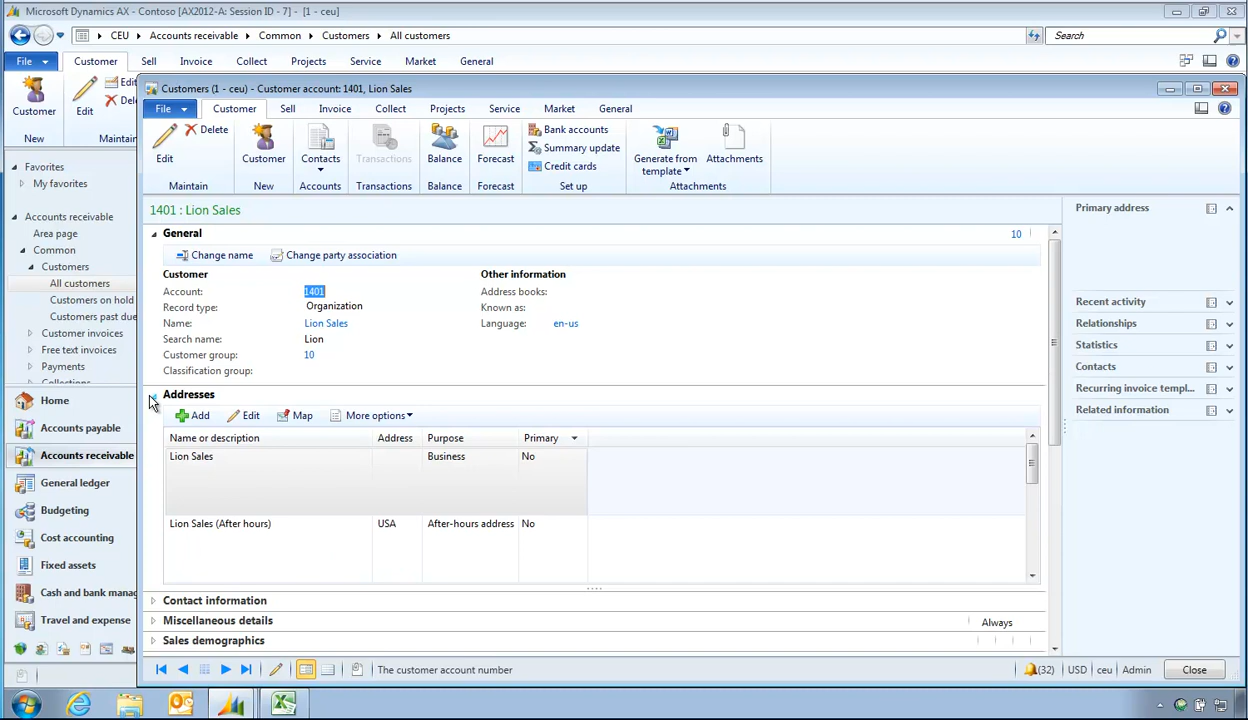 Microsoft Dynamics AX - Contoso [AX2012-A: Session ID - 7] - [1 - ceu]
CEU Accounts receivable Common Customers All customers Search
File Customer Sell Invoice Collect Projects Service Market General
Customer
New
Edit
Edit
Dele
Maintain
Favorites
My favorites
Accounts receivable
Area page
Common
Customers
All customers
Customers on hold
Customers past due
Customer invoices
Free text invoices
Payments
Collections
Home
Accounts payable
Accounts receivable
General ledger
Budgeting
Cost accounting
Fixed assets
Cash and bank manag
Travel and expense
Customers (1 - ceu) - Customer account: 1401, Lion Sales
File Customer Sell Invoice Collect Projects Service Market General
Edit
Delete
Maintain
Customer
New
Contacts
Accounts
Transactions
Transactions
Balance
Balance
Forecast
Forecast
Bank accounts
Summary update
Credit cards
Set up
Generate from
template
Attachments
Attachments
1401 : Lion Sales
General 10
Change name Change party association
Customer
Account: 1401
Record type: Organization
Name: Lion Sales
Search name: Lion
Customer group: 10
Classification group:
Other information
Address books:
Known as:
Language: en-us
Addresses
Add Edit Map More options
Name or description Address Purpose Primary
Lion Sales Business No
Lion Sales (After hours) USA After-hours address No
Contact information
Miscellaneous details Always
Sales demographics
Primary address
Recent activity
Relationships
Statistics
Contacts
Recurring invoice templ...
Related information
The customer account number
(32) USD ceu Admin Close